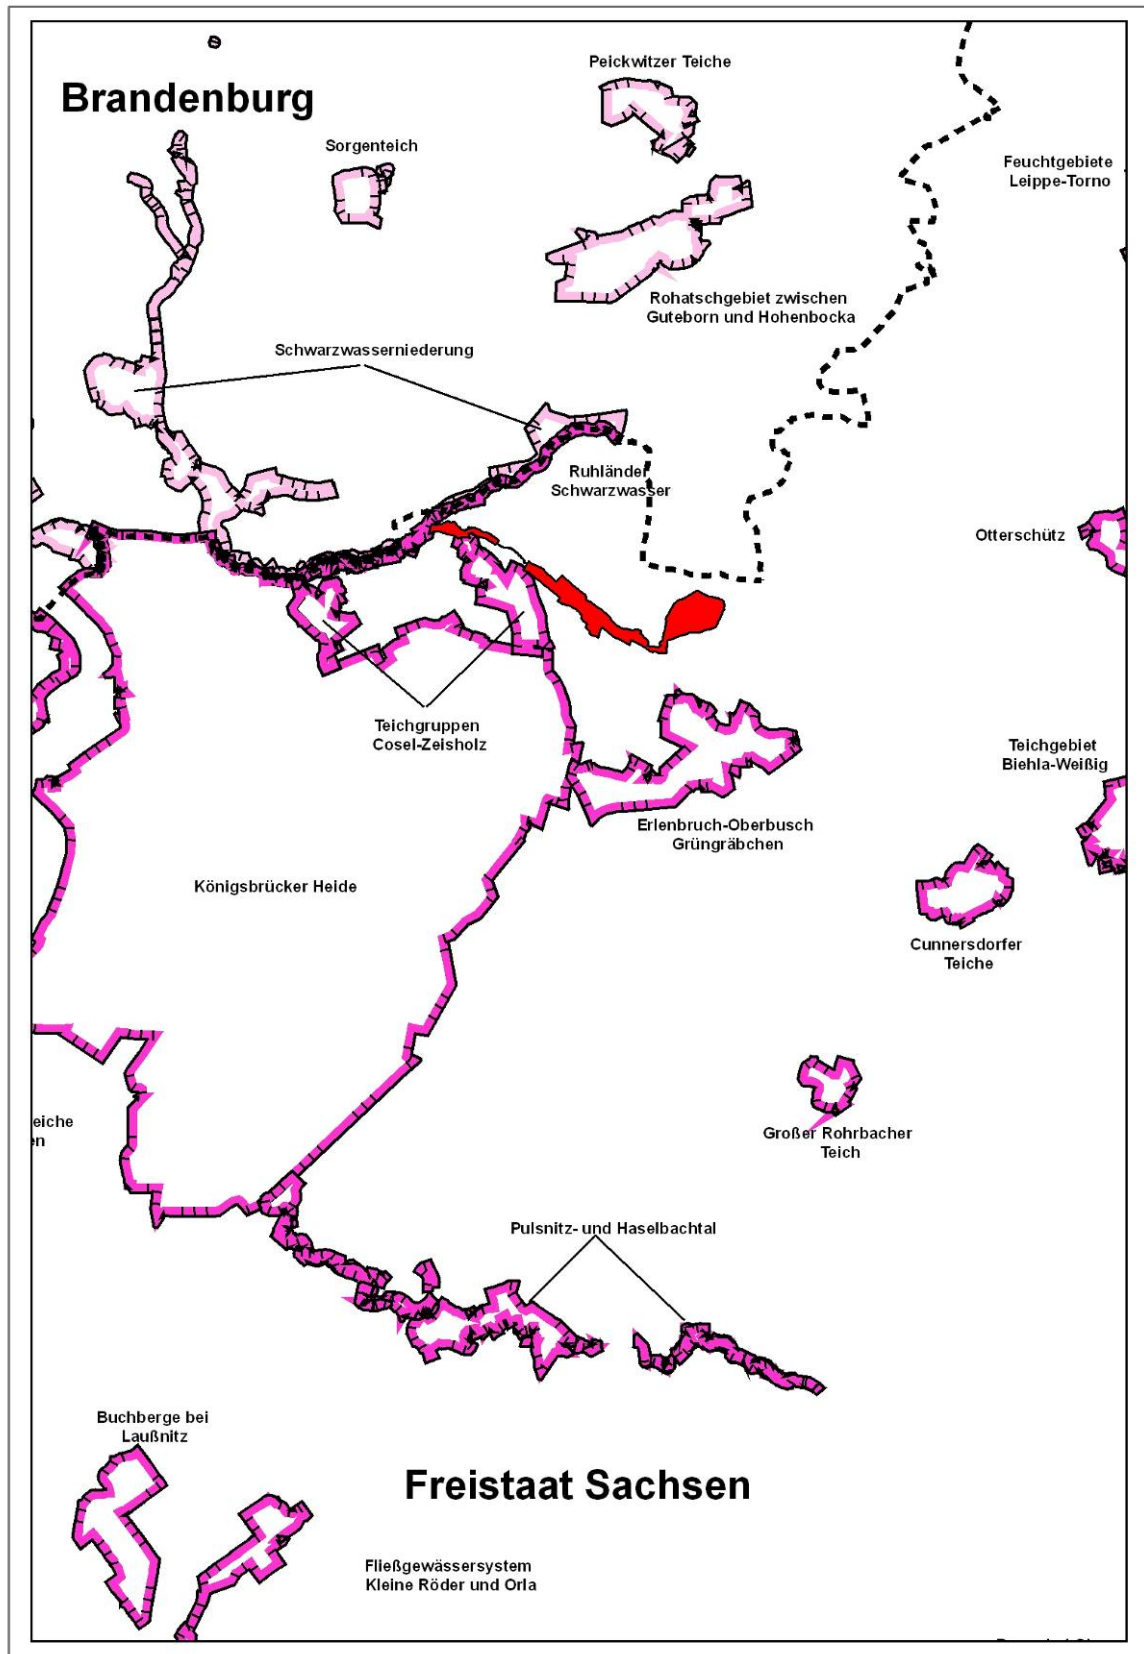 Peickwitzer Teiche
Brandenburg
Sorgenteich
Feuchtgebiete
Leippe-Torno
Rohatschgebiet zwischen
Guteborn und Hohenbocka
Schwarzwasserniederung
Ruhländer
Schwarzwasser
Otterschütz
Teichgruppen
Cosel-Zeisholz
Teichgebiet
Biehla-Weißig
Erlenbruch-Oberbusch
Grüngräbchen
Königsbrücker Heide
Cunnersdorfer
Teiche
eiche
en
Großer Rohrbacher
Teich
Pulsnitz- und Haselbachtal
Buchberge bei
Laußnitz
Freistaat Sachsen
Fließgewässersystem
Kleine Röder und Orla